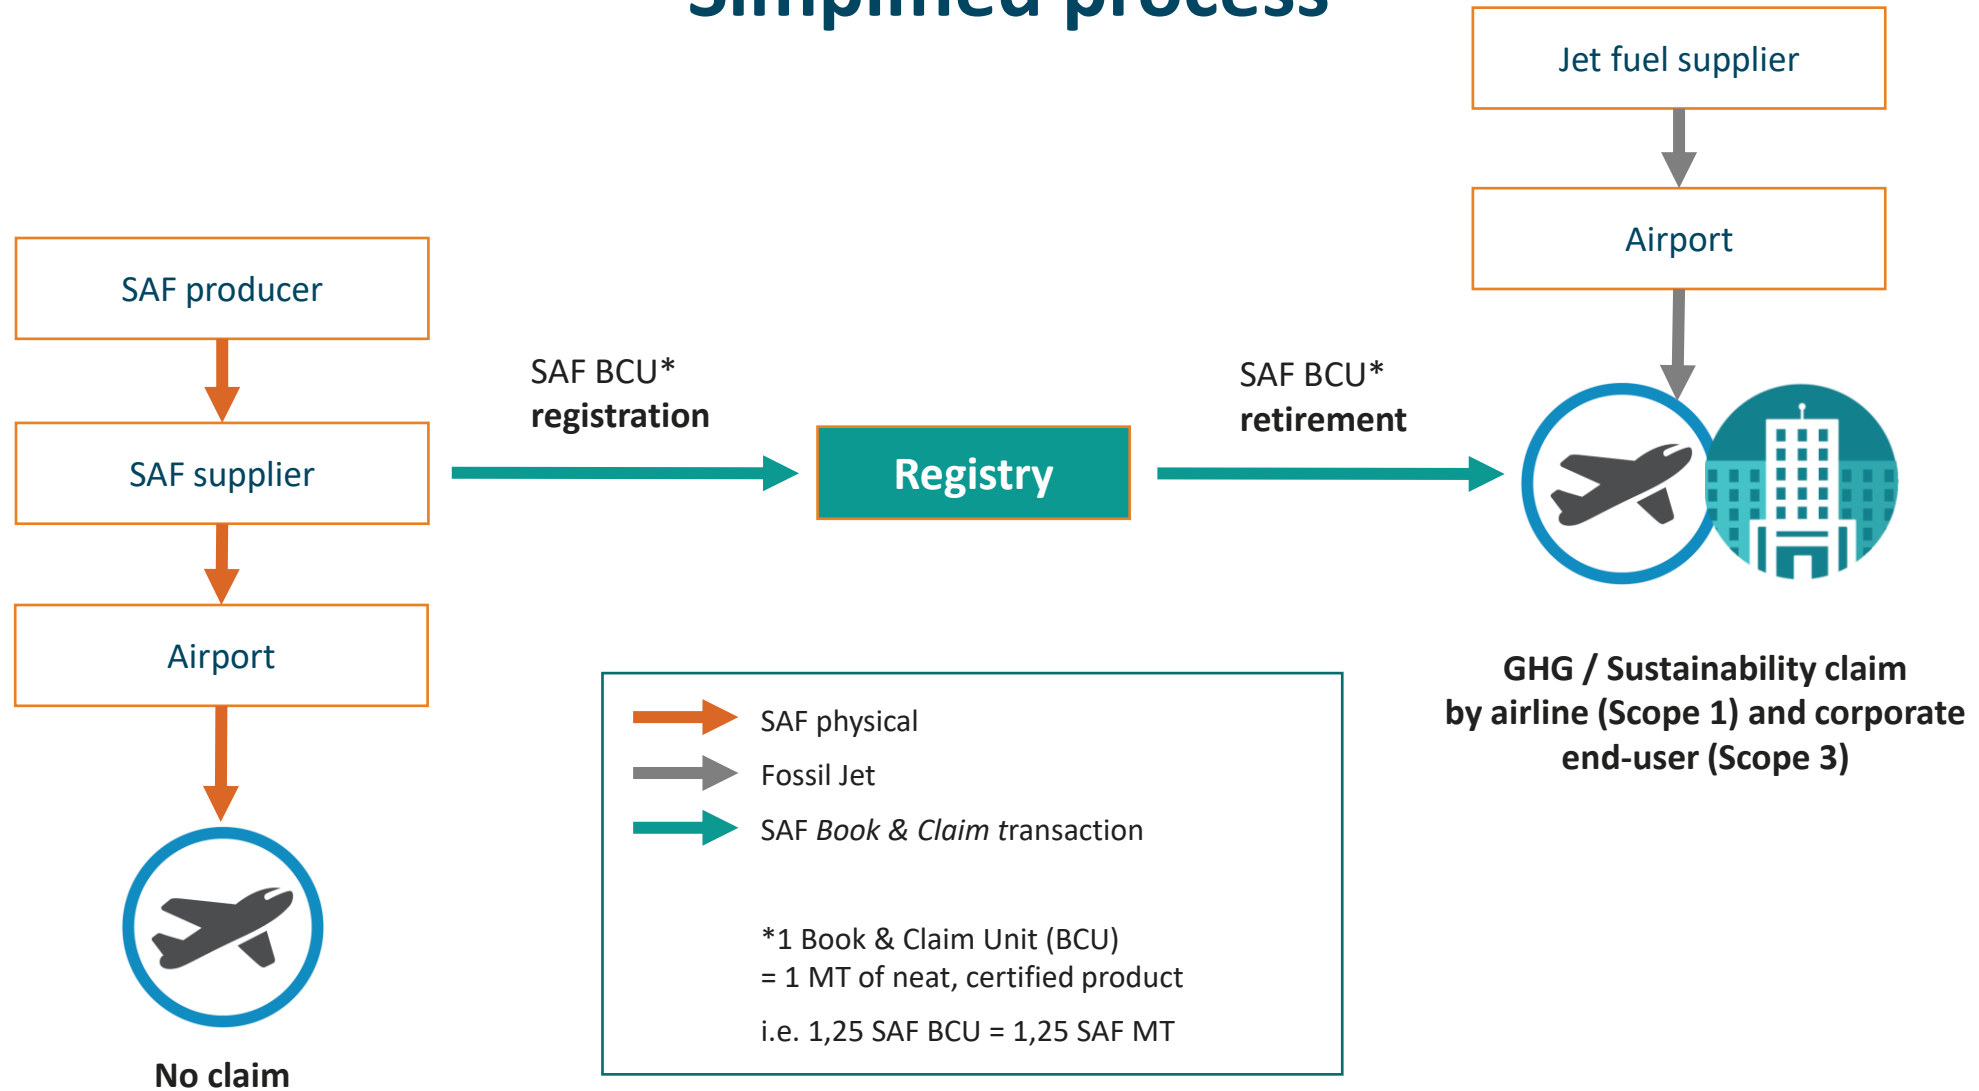 Simplified process
Jet fuel supplier
Airport
SAF producer
SAF supplier
Airport
No claim
SAF BCU*
registration
Registry
SAF BCU*
retirement
GHG / Sustainability claim
by airline (Scope 1) and corporate
end-user (Scope 3)
SAF physical
Fossil Jet
SAF Book & Claim transaction
*1 Book & Claim Unit (BCU)
= 1 MT of neat, certified product
i.e. 1,25 SAF BCU = 1,25 SAF MT